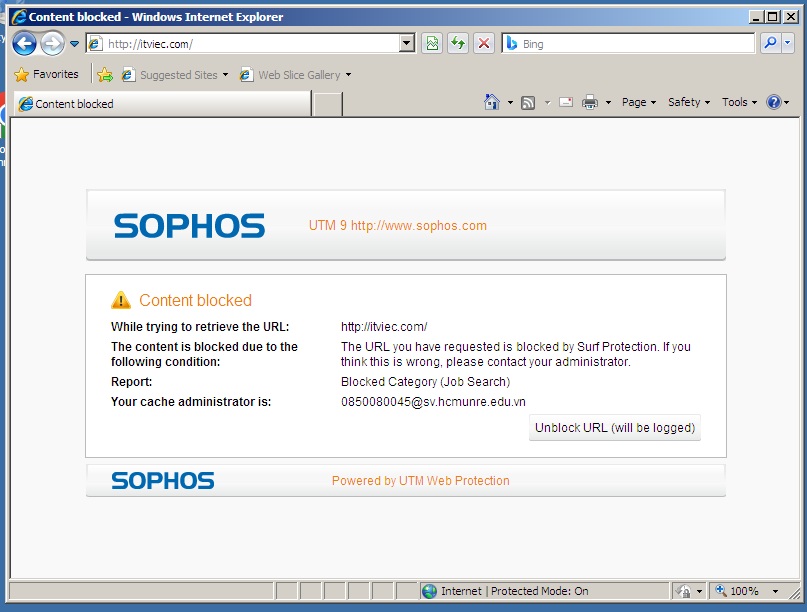 Content blocked - Windows Internet Explorer
http://itviec.com/
Bing
Favorites
Suggested Sites
Web Slice Gallery
Content blocked
Page
Safety
Tools
SOPHOS
UTM 9 http://www.sophos.com
Content blocked
While trying to retrieve the URL: http://itviec.com/
The content is blocked due to the The URL you have requested is blocked by Surf Protection. If you
following condition: think this is wrong, please contact your administrator.
Report: Blocked Category (Job Search)
Your cache administrator is: 0850080045@sv.hcmunre.edu.vn
Unblock URL (will be logged)
SOPHOS
Powered by UTM Web Protection
Internet | Protected Mode: On
100%